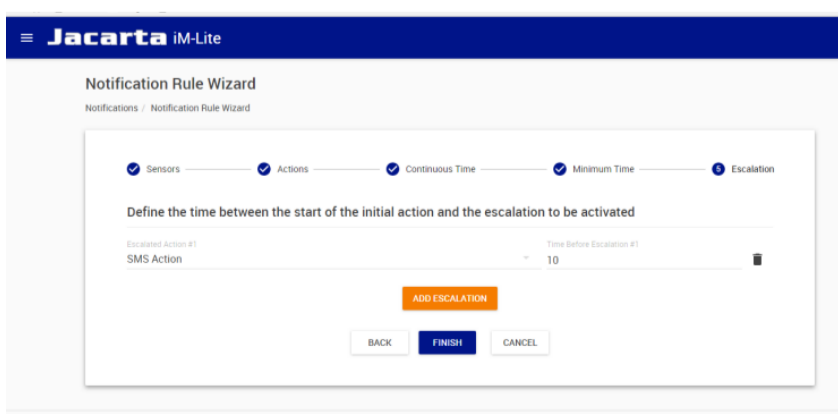 Jacarta iM-Lite
Notification Rule Wizard
Notifications / Notification Rule Wizard
Sensors Actions Continuous Time Minimum Time 5 Escalation
Define the time between the start of the initial action and the escalation to be activated
Escalated Action #1 Time Before Escalation #1
SMS Action 10
ADD ESCALATION
BACK FINISH CANCEL